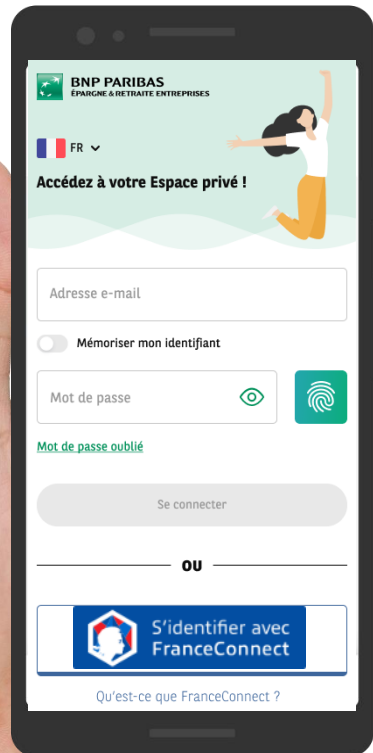 BNP PARIBAS
ÉPARGNE & RETRAITE ENTREPRISES
FR
Accédez à votre Espace privé !
Adresse e-mail
Mémoriser mon identifiant
Mot de passe
Mot de passe oublié
Se connecter
OU
S'identifier avec
FranceConnect
Qu'est-ce que FranceConnect ?